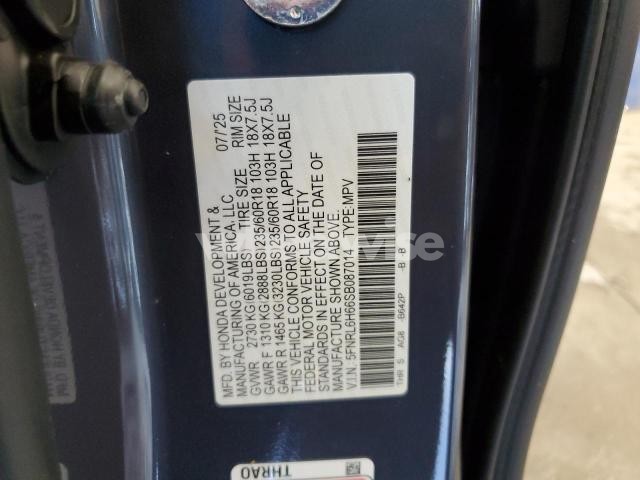 MFD. BY HONDA DEVELOPMENT & 07/'25
MANUFACTURING OF AMERICA, LLC
TIRE SIZE RIM SIZE
GVWR 2730 KG(6019LBS)
GAWR F 1310 KG(2888LBS)235/60R18 103H 18X7.5J
GAWR R 1465 KG(3230LBS)235/60R18 103H 18X7.5J
THIS VEHICLE CONFORMS TO ALL APPLICABLE
FEDERAL MOTOR VEHICLE SAFETY
STANDARDS IN EFFECT ON THE DATE OF
MANUFACTURE SHOWN ABOVE.
V.I.N. 5FNRL6H66SB087014 TYPE:MPV
THR S AG8 -B642P -B -B
THRA0